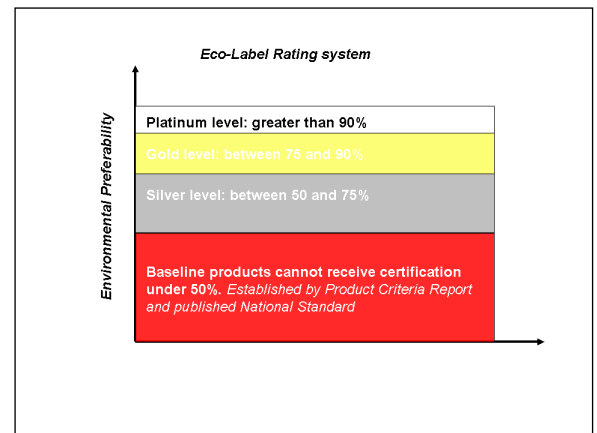 Eco-Label Rating system
Environmental Preferability
Platinum level: greater than 90%
Gold level: between 75 and 90%
Silver level: between 50 and 75%
Baseline products cannot receive certification
under 50%. Established by Product Criteria Report
and published National Standard